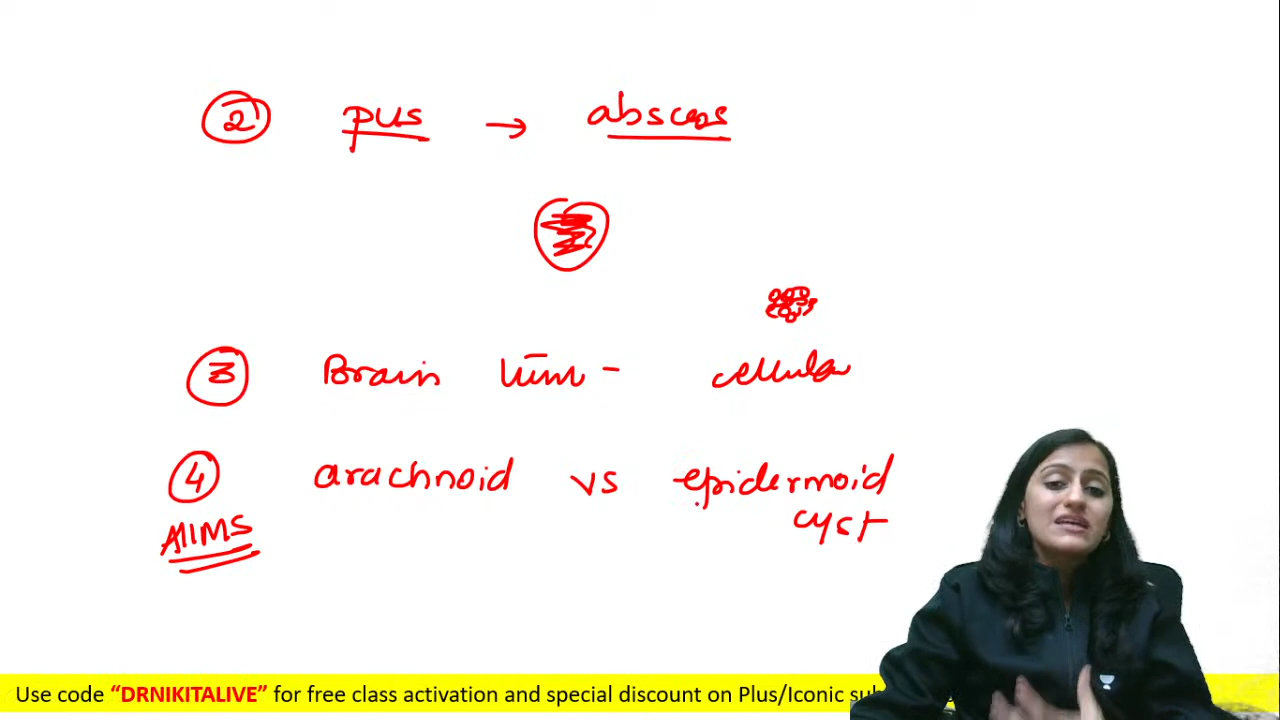 2 pus → abscess
3 Brain tum - cellular
4 arachnoid vs epidermoid
cyst
AIIMS
Use code “DRNIKITALIVE” for free class activation and special discount on Plus/Iconic